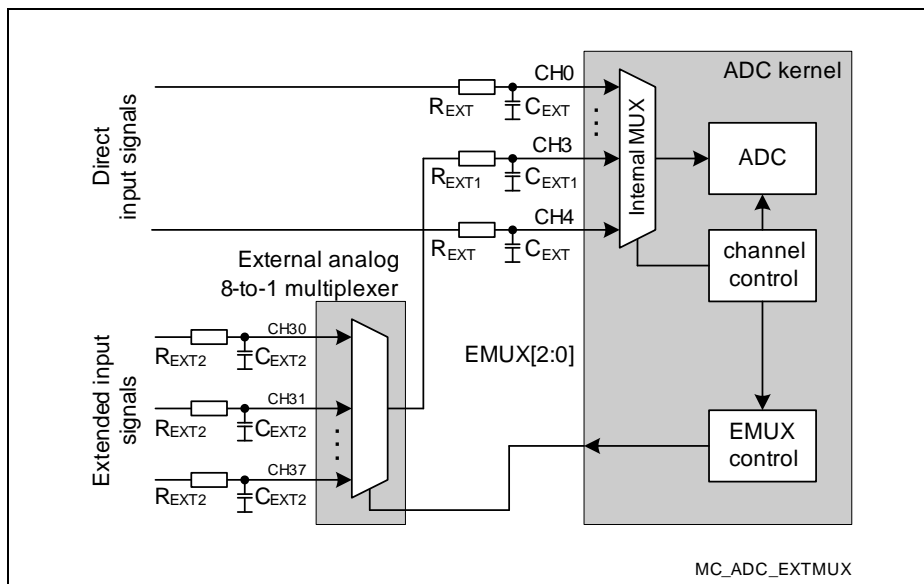 ADC kernel
Direct
input signals
CH0
REXT
CEXT
Internal MUX
ADC
CH3
REXT1
CEXT1
CH4
REXT
CEXT
channel
control
External analog
8-to-1 multiplexer
Extended input
signals
CH30
REXT2
CEXT2
CH31
REXT2
CEXT2
CH37
REXT2
CEXT2
EMUX[2:0]
EMUX
control
MC_ADC_EXTMUX